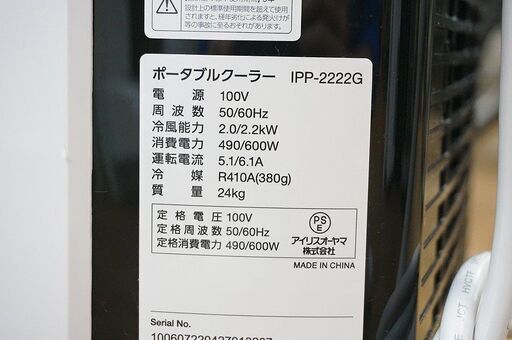 設計上の標準使用期間を超えて使用
されますと、経年劣化による発火けが
等の事故に至るおそれがあります。
ポータブルクーラー IPP-2222G
電源 100V
周波数 50/60Hz
冷風能力 2.0/2.2kW
消費電力 490/600W
運転電流 5.1/6.1A
冷媒 R410A(380g)
質量 24kg
定格電圧 100V
定格周波数 50/60Hz
定格消費電力 490/600W
PSE
アイリスオーヤマ
株式会社
MADE IN CHINA
Serial No.
ICT HVCTF